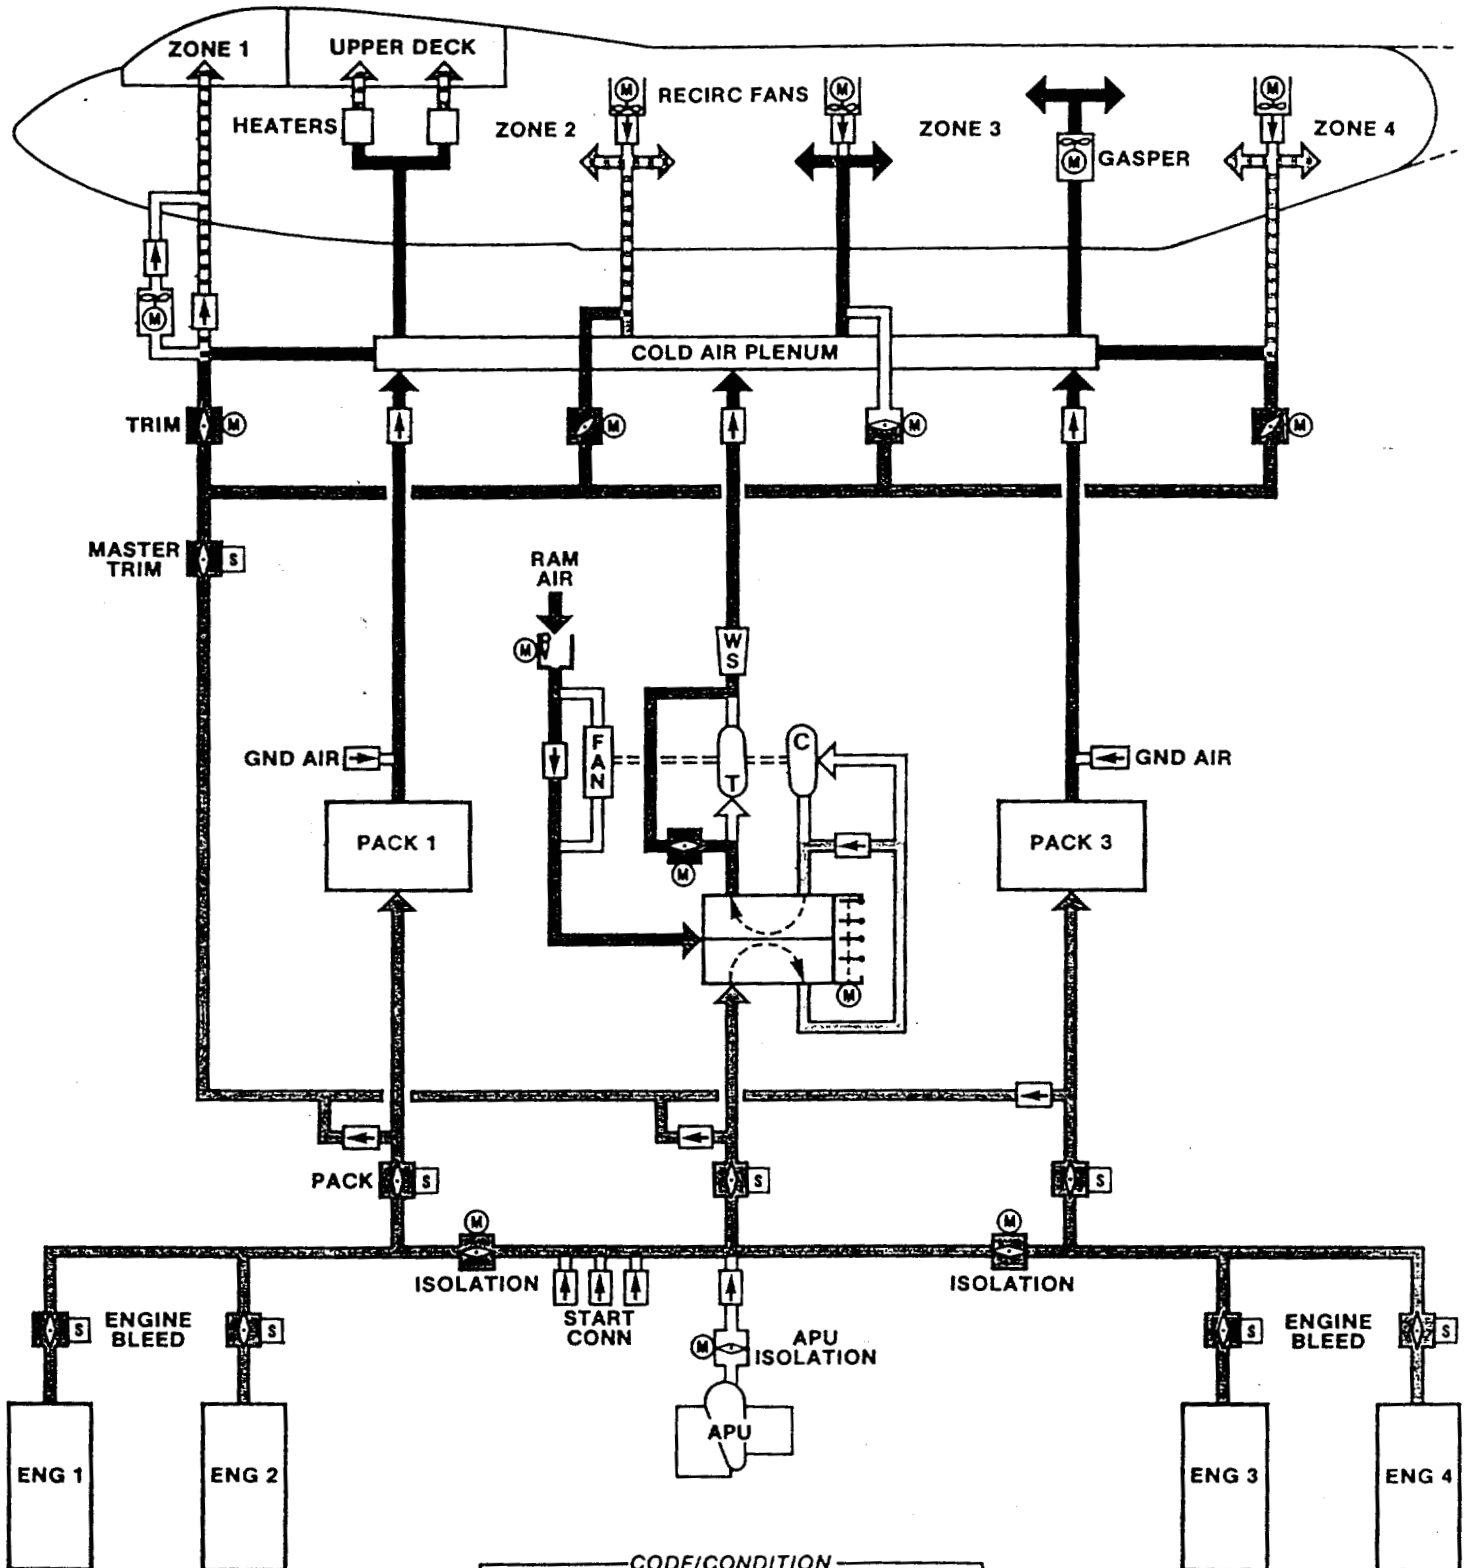 ZONE 1
UPPER DECK
M
RECIRC FANS
M
M
HEATERS
ZONE 2
ZONE 3
ZONE 4
M
GASPER
M
COLD AIR PLENUM
TRIM
M
M
M
M
MASTER
TRIM
S
RAM
AIR
M
W
S
GND AIR
F
A
N
T
C
GND AIR
PACK 1
M
PACK 3
M
PACK
S
S
S
M
M
ISOLATION
START
CONN
ISOLATION
ENGINE
BLEED
S
S
M
APU
ISOLATION
S
ENGINE
BLEED
S
APU
ENG 1
ENG 2
ENG 3
ENG 4
CODE/CONDITION